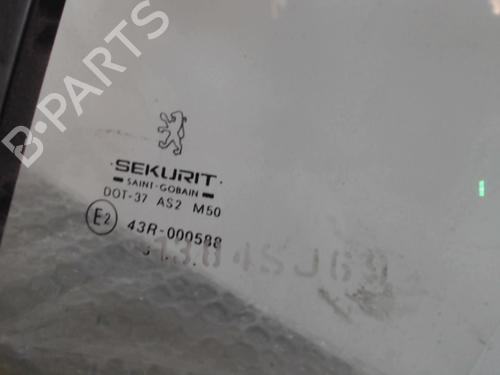 B-PARTS
SEKURIT
SAINT-GOBAIN
DOT-37 AS2 M50
E2 43R-000588